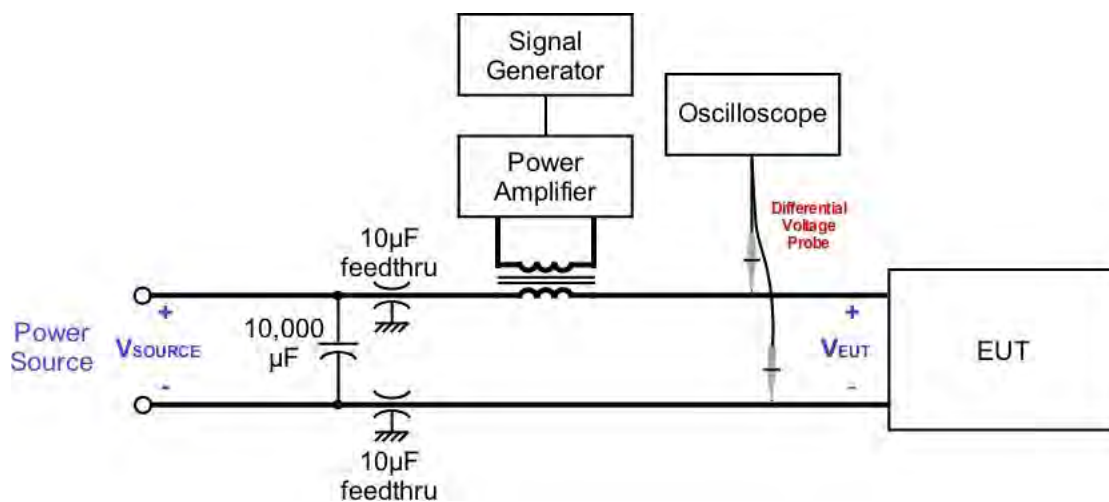 Signal
Generator
Oscilloscope
Power
Amplifier
Differential
Voltage
Probe
10µF
feedthru
+
+
Power
Source
VSOURCE
10,000
µF
VEUT
EUT
-
-
10µF
feedthru